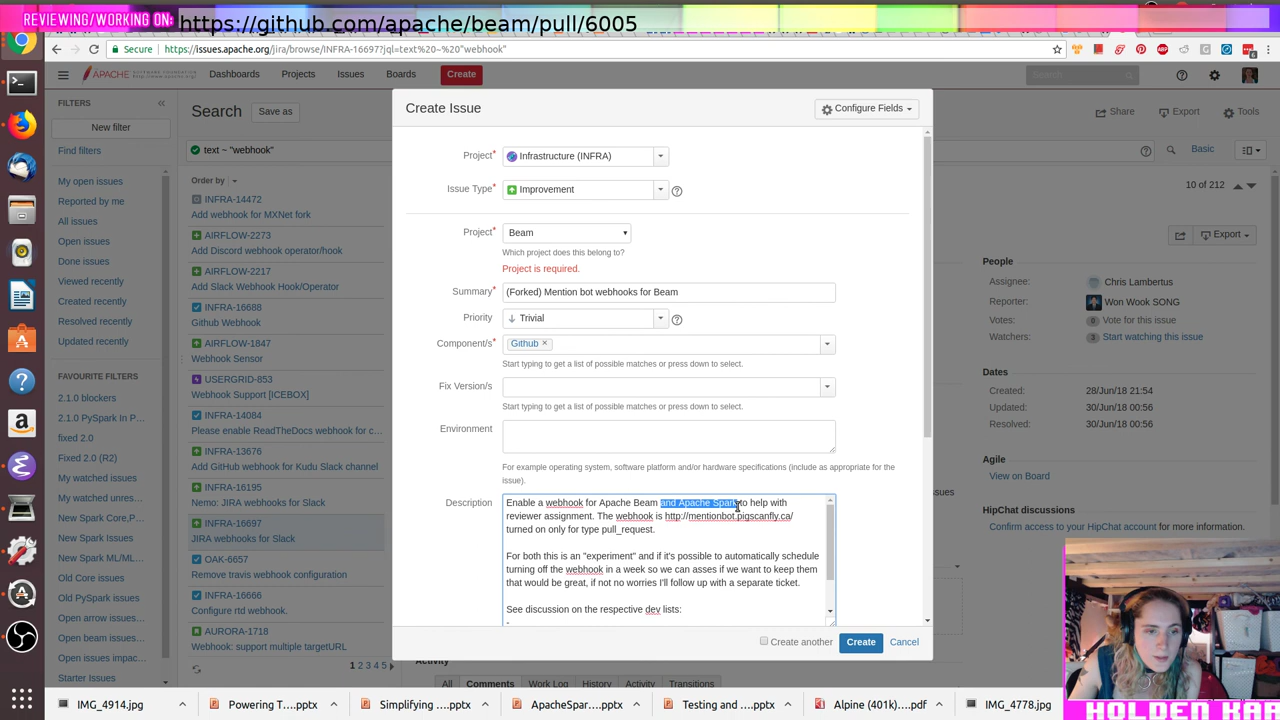 REVIEWING/WORKING ON: https://github.com/apache/beam/pull/6005
Secure https://issues.apache.org/jira/browse/INFRA-16697?jql=text%20~%20"webhook"
6
APACHE Dashboards Projects Issues Boards Create Search
FILTERS
New filter
Find filters
My open issues
Reported by me
All issues
Open issues
Done issues
Viewed recently
Created recently
Resolved recently
Updated recently
FAVOURITE FILTERS
2.1.0 blockers
2.1.0 PySpark In P
fixed 2.0
Fixed 2.0 (R2)
My unwatched open
New Spark Core,P
New Spark Issues
New Spark ML/ML
Old Core Issues
Open arrow issue
Old PySpark Issues
Open issues impac
Starter Issues
Search Save as
text ~ "webhook"
Order by
INFRA-14472
Add webhook for MXNet fork
AIRFLOW-2273
Add Discord webhook operator/hook
AIRFLOW-2217
Add Slack Webhook Hook/Operator
INFRA-16688
Github Webhook
AIRFLOW-1847
Webhook Sensor
USERGRID-853
Webhook Support [ICEBOX]
INFRA-14084
Please enable ReadTheDocs webhook for c...
INFRA-13676
Add GitHub webhook for Kudu Slack channel
INFRA-16195
Nemo: JIRA webhooks for Slack
INFRA-16697
JIRA webhooks for Slack
OAK-6657
Remove travis webhook configuration
INFRA-16666
Configure rtd webhook.
AURORA-1718
Webhook: support multiple targetURL
1 2 3 4 5
Create Issue
Configure Fields
Project* Infrastructure (INFRA)
Issue Type* Improvement
Project* Beam
Which project does this belong to?
Project is required.
Summary* (Forked) Mention bot webhooks for Beam
Priority Trivial
Component/s* Github
Start typing to get a list of possible matches or press down to select.
Fix Version/s
Start typing to get a list of possible matches or press down to select.
Environment
For example operating system, software platform and/or hardware specifications (include as appropriate for the
issue).
Description
Enable a webhook for Apache Beam and Apache Spark to help with
reviewer assignment. The webhook is http://mentionbot.pigscanfly.ca/
turned on only for type pull_request.
For both this is an "experiment" and if it's possible to automatically schedule
turning off the webhook in a week so we can asses if we want to keep them
that would be great, if not no worries I'll follow up with a separate ticket.
See discussion on the respective dev lists:
-
Create another Create Cancel
Share Export Tools
Basic
10 of 212
Export
People
Assignee: Chris Lambertus
Reporter: Won Wook SONG
Votes: 0 Vote for this issue
Watchers: 3 Start watching this issue
Dates
Created: 28/Jun/18 21:54
Updated: 30/Jun/18 00:56
Resolved: 30/Jun/18 00:56
Agile
View on Board
HipChat discussions
Confirm access to your HipChat account for more information.
Activity
All Comments Work Log History Activity Transitions
IMG_4914.jpg
Powering T....pptx
Simplifying ....pptx
ApacheSpar....pptx
Testing and ....pptx
Alpine (401k)....pdf
IMG_4778.jpg
HOLDEN KAR